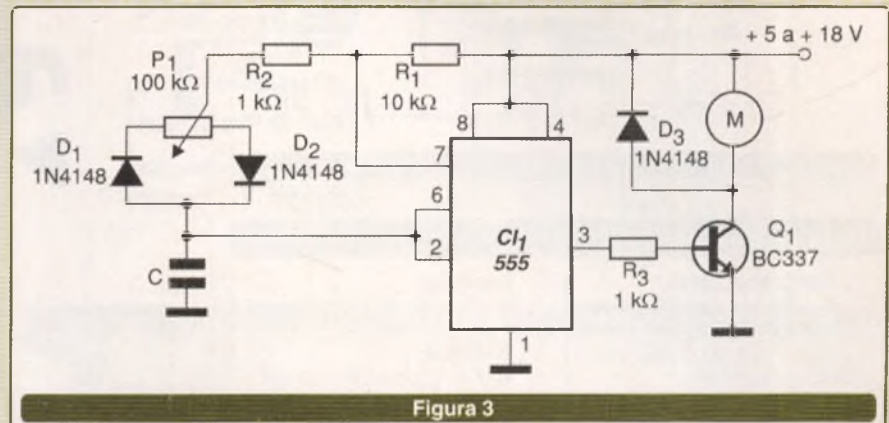 + 5 a + 18 V
P1
100 kΩ
R2
1 kΩ
R1
10 kΩ
D1
1N4148
D2
1N4148
D3
1N4148
M
8
4
7
6
2
3
1
CI1
555
R3
1 kΩ
Q1
BC337
C
Figura 3